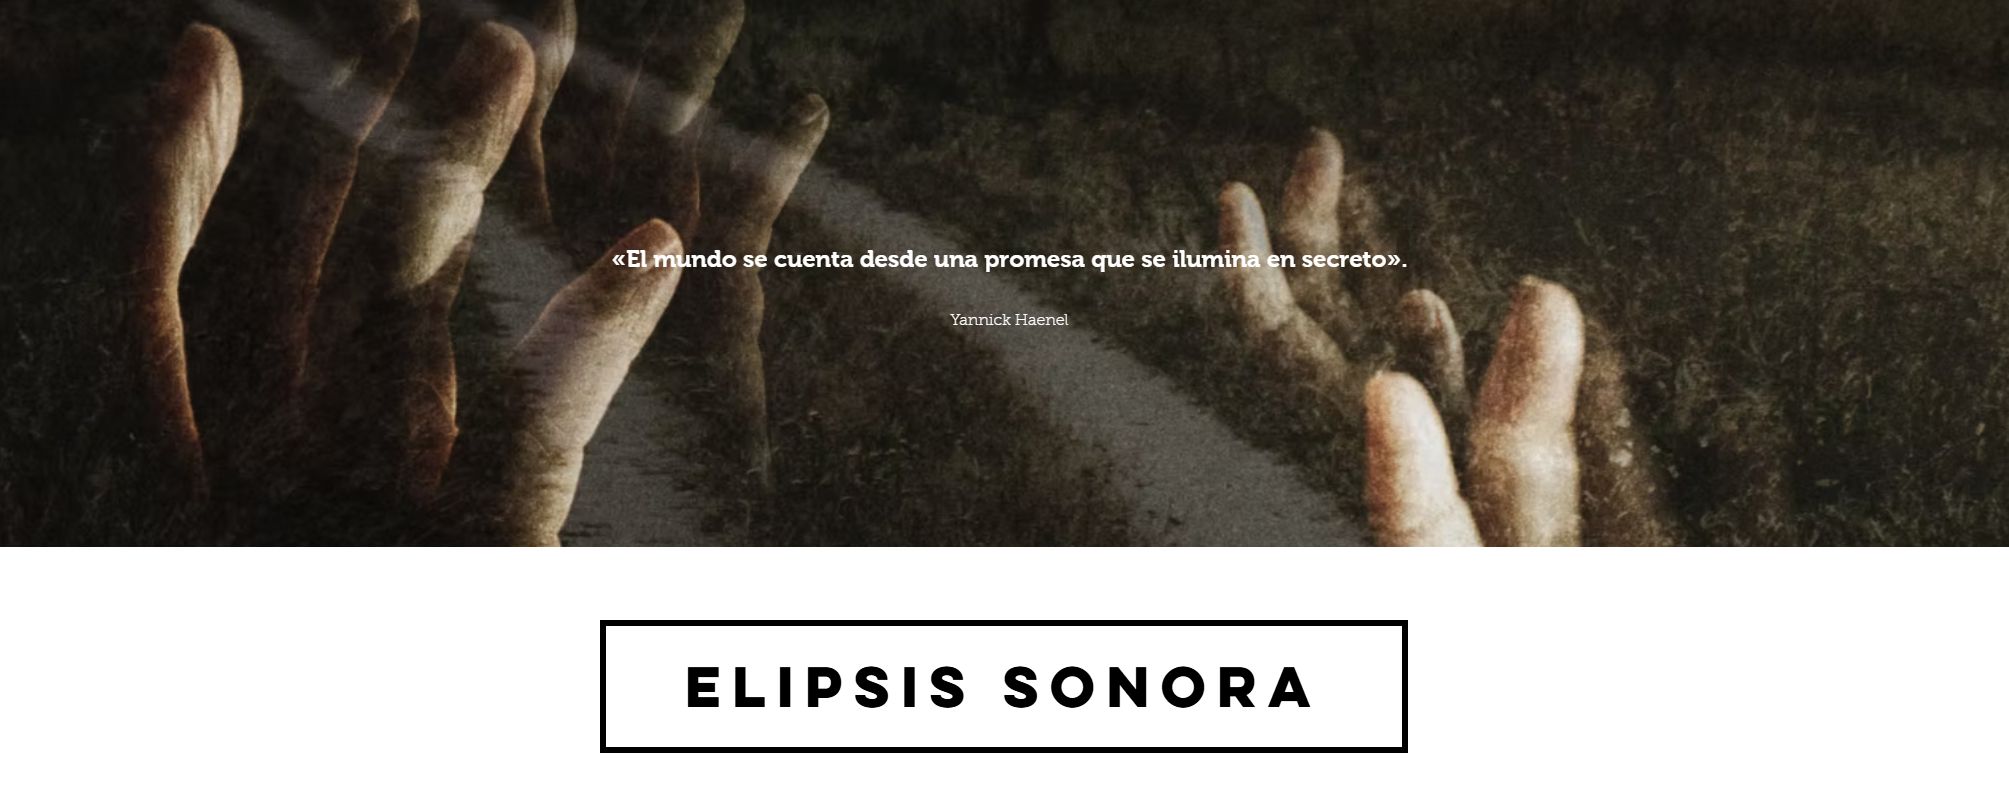 «El mundo se cuenta desde una promesa que se ilumina en secreto».
Yannick Haenel
ELIPSIS SONORA